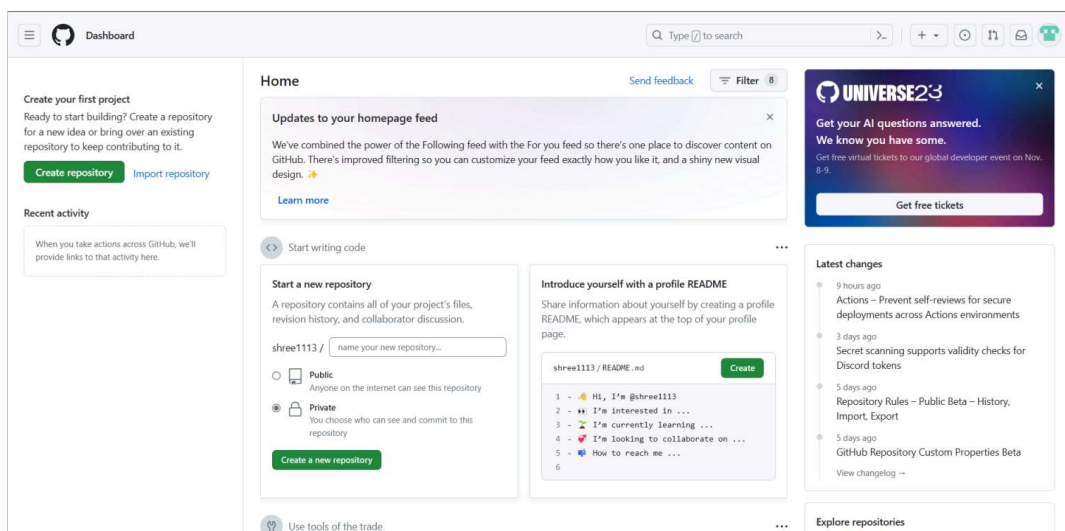 Dashboard
Type / to search
Create your first project
Ready to start building? Create a repository
for a new idea or bring over an existing
repository to keep contributing to it.
Create repository
Import repository
Recent activity
When you take actions across GitHub, we'll
provide links to that activity here.
Home
Send feedback
Filter 8
Updates to your homepage feed
We've combined the power of the Following feed with the For you feed so there's one place to discover content on
GitHub. There's improved filtering so you can customize your feed exactly how you like it, and a shiny new visual
design. ✨
Learn more
Start writing code
Start a new repository
A repository contains all of your project's files,
revision history, and collaborator discussion.
shree1113 / name your new repository...
Public
Anyone on the internet can see this repository
Private
You choose who can see and commit to this
repository
Create a new repository
Introduce yourself with a profile README
Share information about yourself by creating a profile
README, which appears at the top of your profile
page.
shree1113 / README.md
Create
1 - 👋 Hi, I'm @shree1113
2 - 👀 I'm interested in ...
3 - 🌱 I'm currently learning ...
4 - 💞️ I'm looking to collaborate on ...
5 - 📫 How to reach me ...
6
Use tools of the trade
UNIVERSE23
Get your AI questions answered.
We know you have some.
Get free virtual tickets to our global developer event on Nov.
8-9.
Get free tickets
Latest changes
9 hours ago
Actions – Prevent self-reviews for secure
deployments across Actions environments
3 days ago
Secret scanning supports validity checks for
Discord tokens
5 days ago
Repository Rules – Public Beta – History,
Import, Export
5 days ago
GitHub Repository Custom Properties Beta
View changelog →
Explore repositories